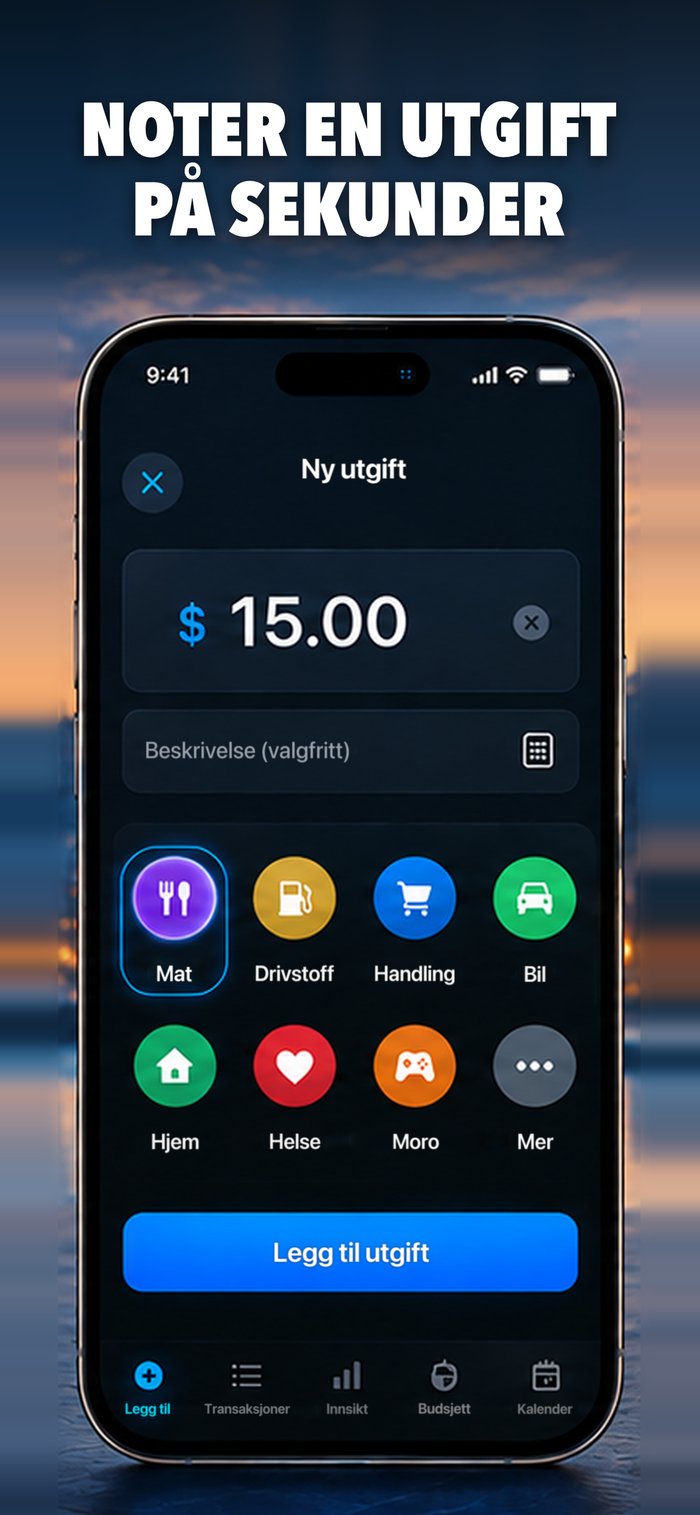 NOTER EN UTGIFT
PÅ SEKUNDER
9:41
Ny utgift
$ 15.00
Beskrivelse (valgfritt)
Mat Drivstoff Handling Bil
Hjem Helse Moro Mer
Legg til utgift
Legg til Transaksjoner Innsikt Budsjett Kalender